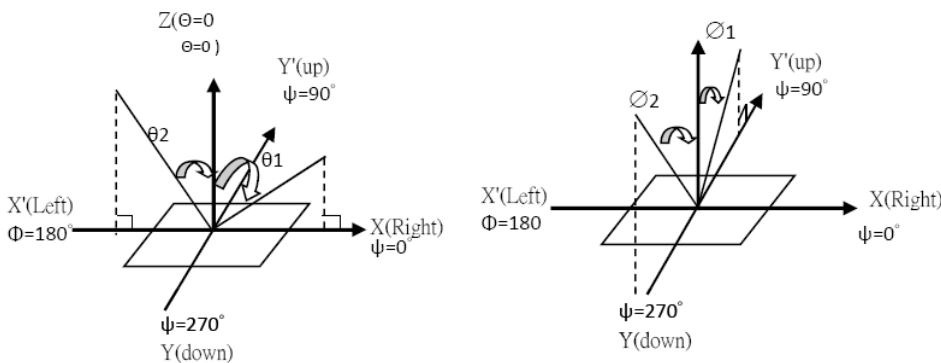 Z(Θ=0
Θ=0 )
Y'(up)
ψ=90°
θ2
θ1
X'(Left)
Φ=180°
X(Right)
ψ=0°
ψ=270°
Y(down)
∅1
Y'(up)
ψ=90°
∅2
X'(Left)
Φ=180
X(Right)
ψ=0°
ψ=270°
Y(down)